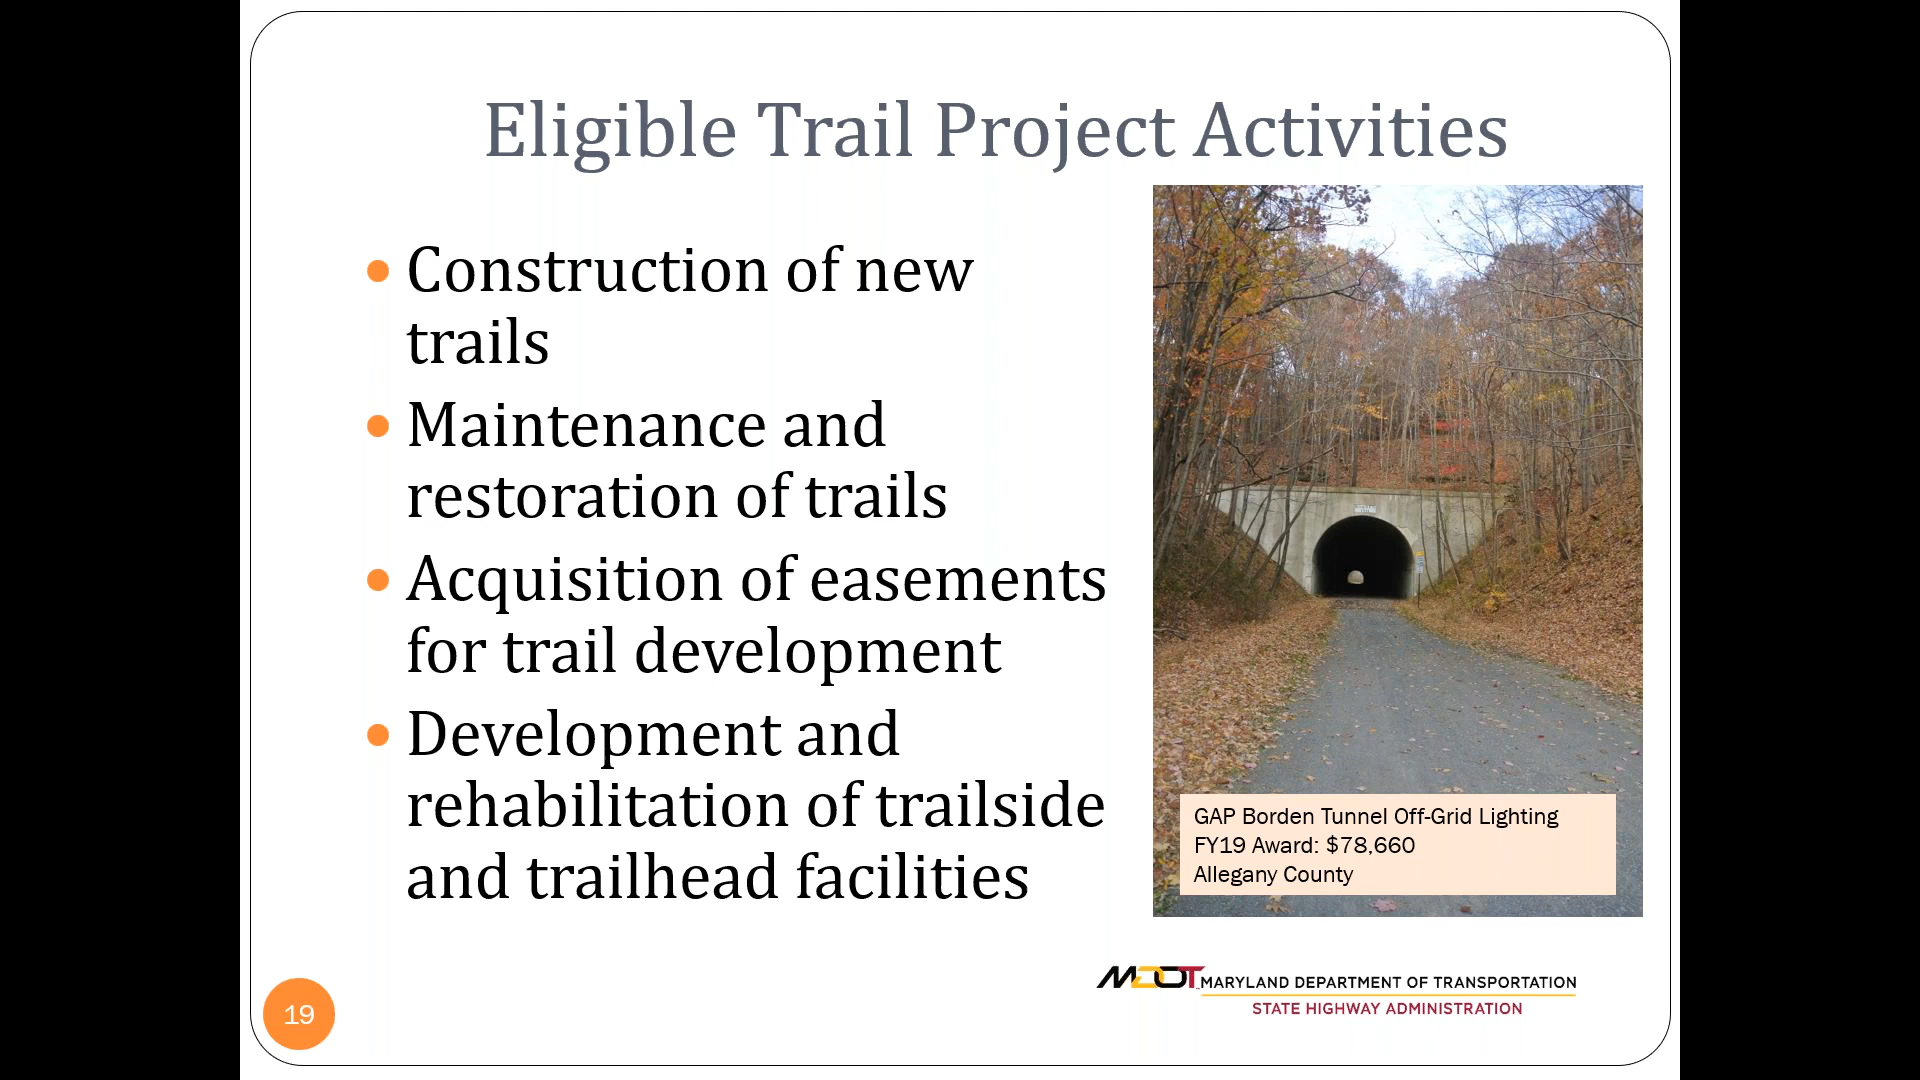 Eligible Trail Project Activities
Construction of new
trails
Maintenance and
restoration of trails
Acquisition of easements
for trail development
Development and
rehabilitation of trailside
and trailhead facilities
GAP Borden Tunnel Off-Grid Lighting
FY19 Award: $78,660
Allegany County
MDOT MARYLAND DEPARTMENT OF TRANSPORTATION
STATE HIGHWAY ADMINISTRATION
19